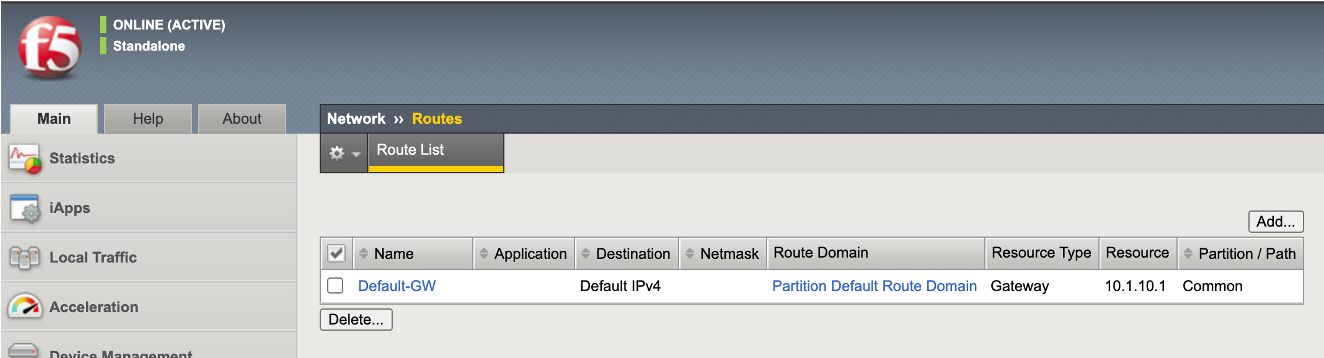 f5
ONLINE (ACTIVE)
Standalone
Main Help About
Network ›› Routes
Statistics
Route List
iApps
Add...
Local Traffic
Name Application Destination Netmask Route Domain Resource Type Resource Partition / Path
Default-GW Default IPv4 Partition Default Route Domain Gateway 10.1.10.1 Common
Acceleration
Delete...
Device Management